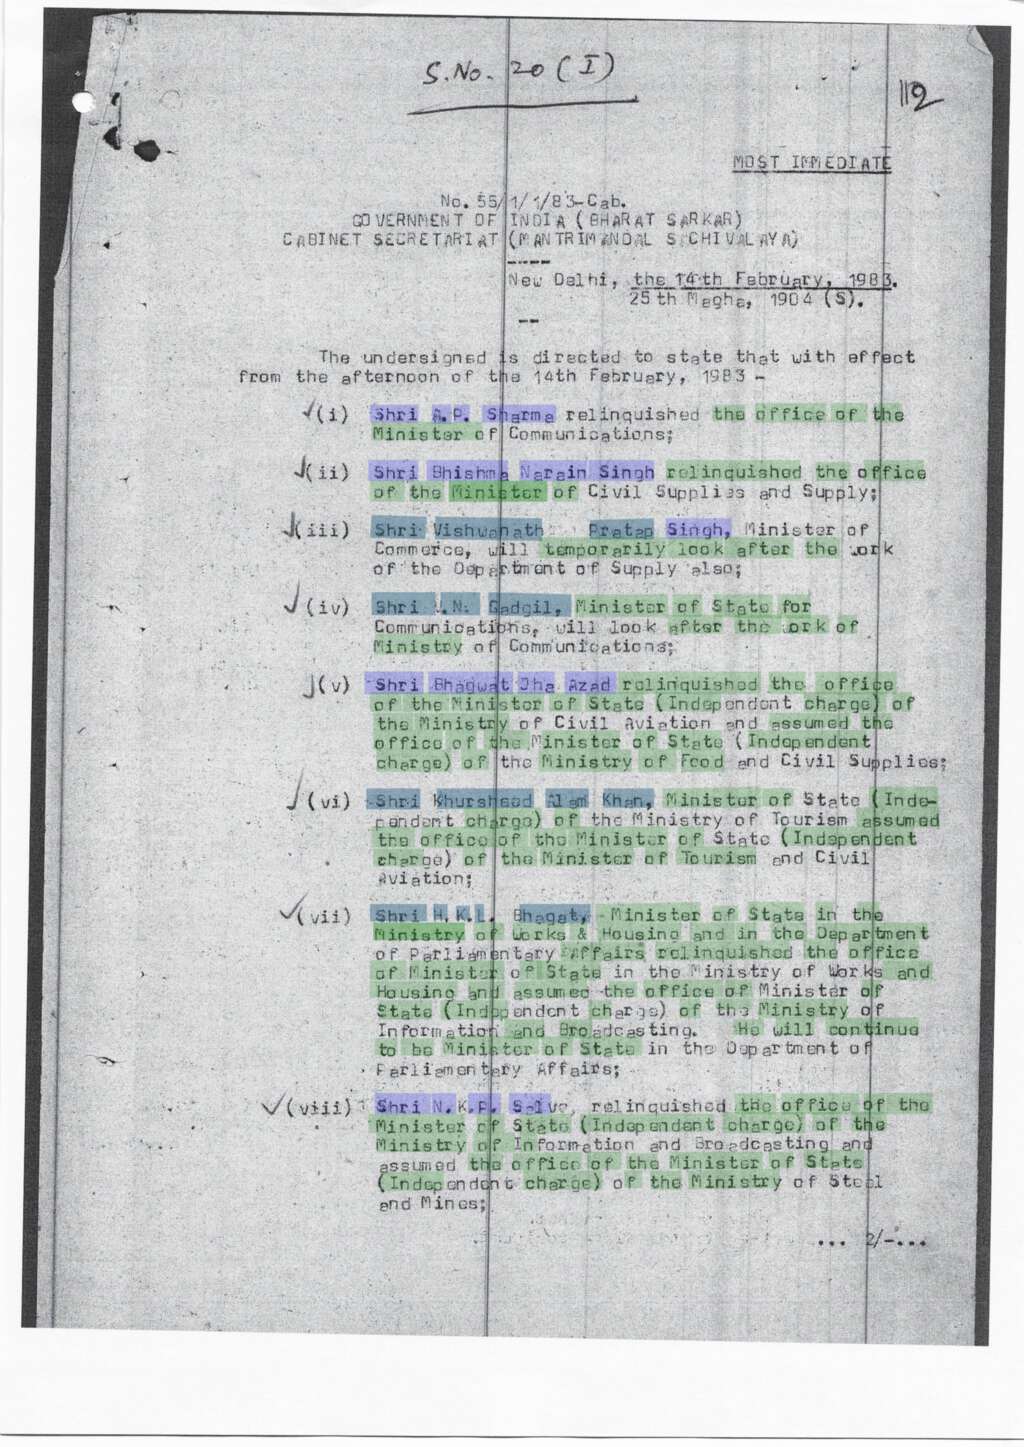 S.No. 20 (I)
112
MOST IMMEDIATE
No. 55/1/1/83-Cab.
GOVERNMENT OF INDIA (BHARAT SARKAR)
CABINET SECRETARIAT (MANTRIMANDAL SACHIVALAYA)
-----
New Delhi, the 14th February, 1983.
25th Magha, 1904 (S).
--
The undersigned is directed to state that with effect
from the afternoon of the 14th February, 1983 -
(i) Shri A.P. Sharma relinquished the office of the
Minister of Communications;
(ii) Shri Bhishma Narain Singh relinquished the office
of the Minister of Civil Supplies and Supply;
(iii) Shri Vishwanath Pratap Singh, Minister of
Commerce, will temporarily look after the work
of the Department of Supply also;
(iv) Shri V.N. Gadgil, Minister of State for
Communications, will look after the work of
Ministry of Communications;
(v) Shri Bhagwat Jha Azad relinquished the office
of the Minister of State (Independent charge) of
the Ministry of Civil Aviation and assumed the
office of the Minister of State (Independent
charge) of the Ministry of Food and Civil Supplies;
(vi) Shri Khursheed Alam Khan, Minister of State (Inde-
pendent charge) of the Ministry of Tourism assumed
the office of the Minister of State (Independent
charge) of the Minister of Tourism and Civil
Aviation;
(vii) Shri H.K.L. Bhagat, Minister of State in the
Ministry of Works & Housing and in the Department
of Parliamentary Affairs relinquished the office
of Minister of State in the Ministry of Works and
Housing and assumed the office of Minister of
State (Independent charge) of the Ministry of
Information and Broadcasting. He will continue
to be Minister of State in the Department of
Parliamentary Affairs;
(viii) Shri N.K.P. Salve, relinquished the office of the
Minister of State (Independent charge) of the
Ministry of Information and Broadcasting and
assumed the office of the Minister of State
(Independent charge) of the Ministry of Steel
and Mines;
... 2/-...